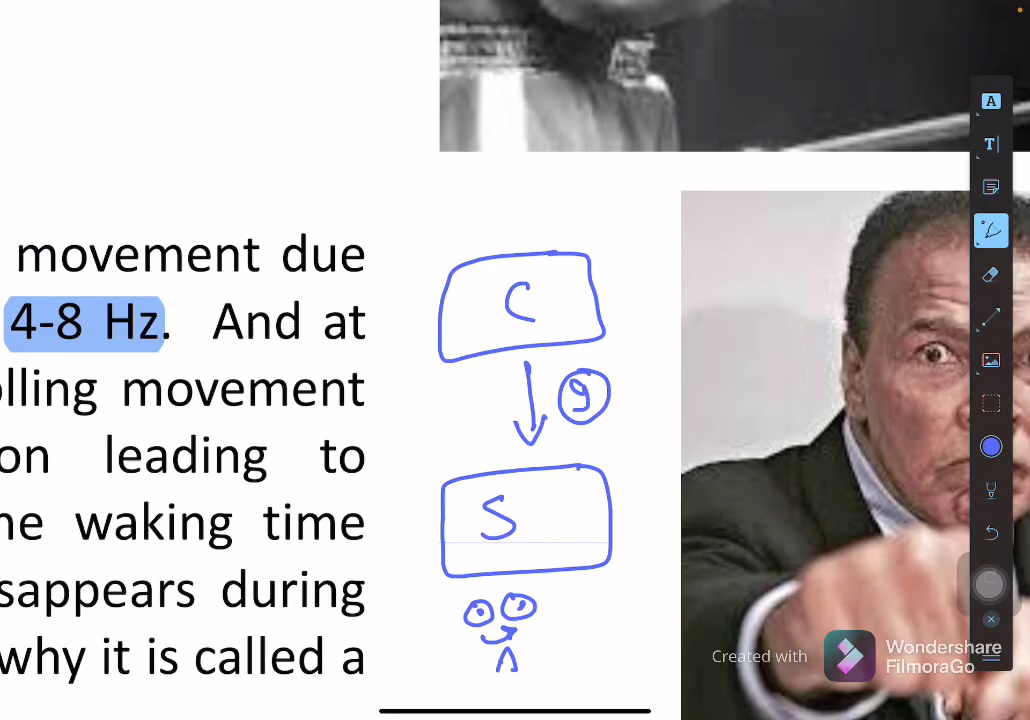 movement due
4-8 Hz. And at
olling movement
on leading to
ne waking time
sappears during
why it is called a
C
g
S
A
T
Created with Wondershare
FilmoraGo